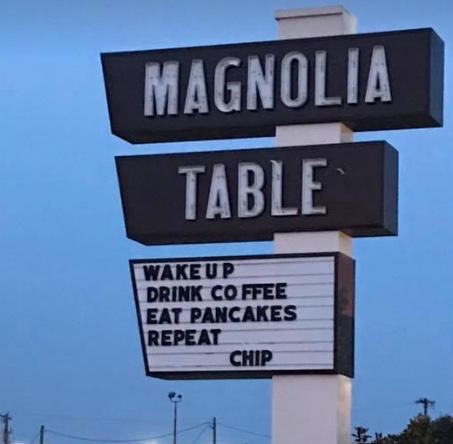 MAGNOLIA
TABLE
WAKE UP
DRINK COFFEE
EAT PANCAKES
REPEAT
CHIP